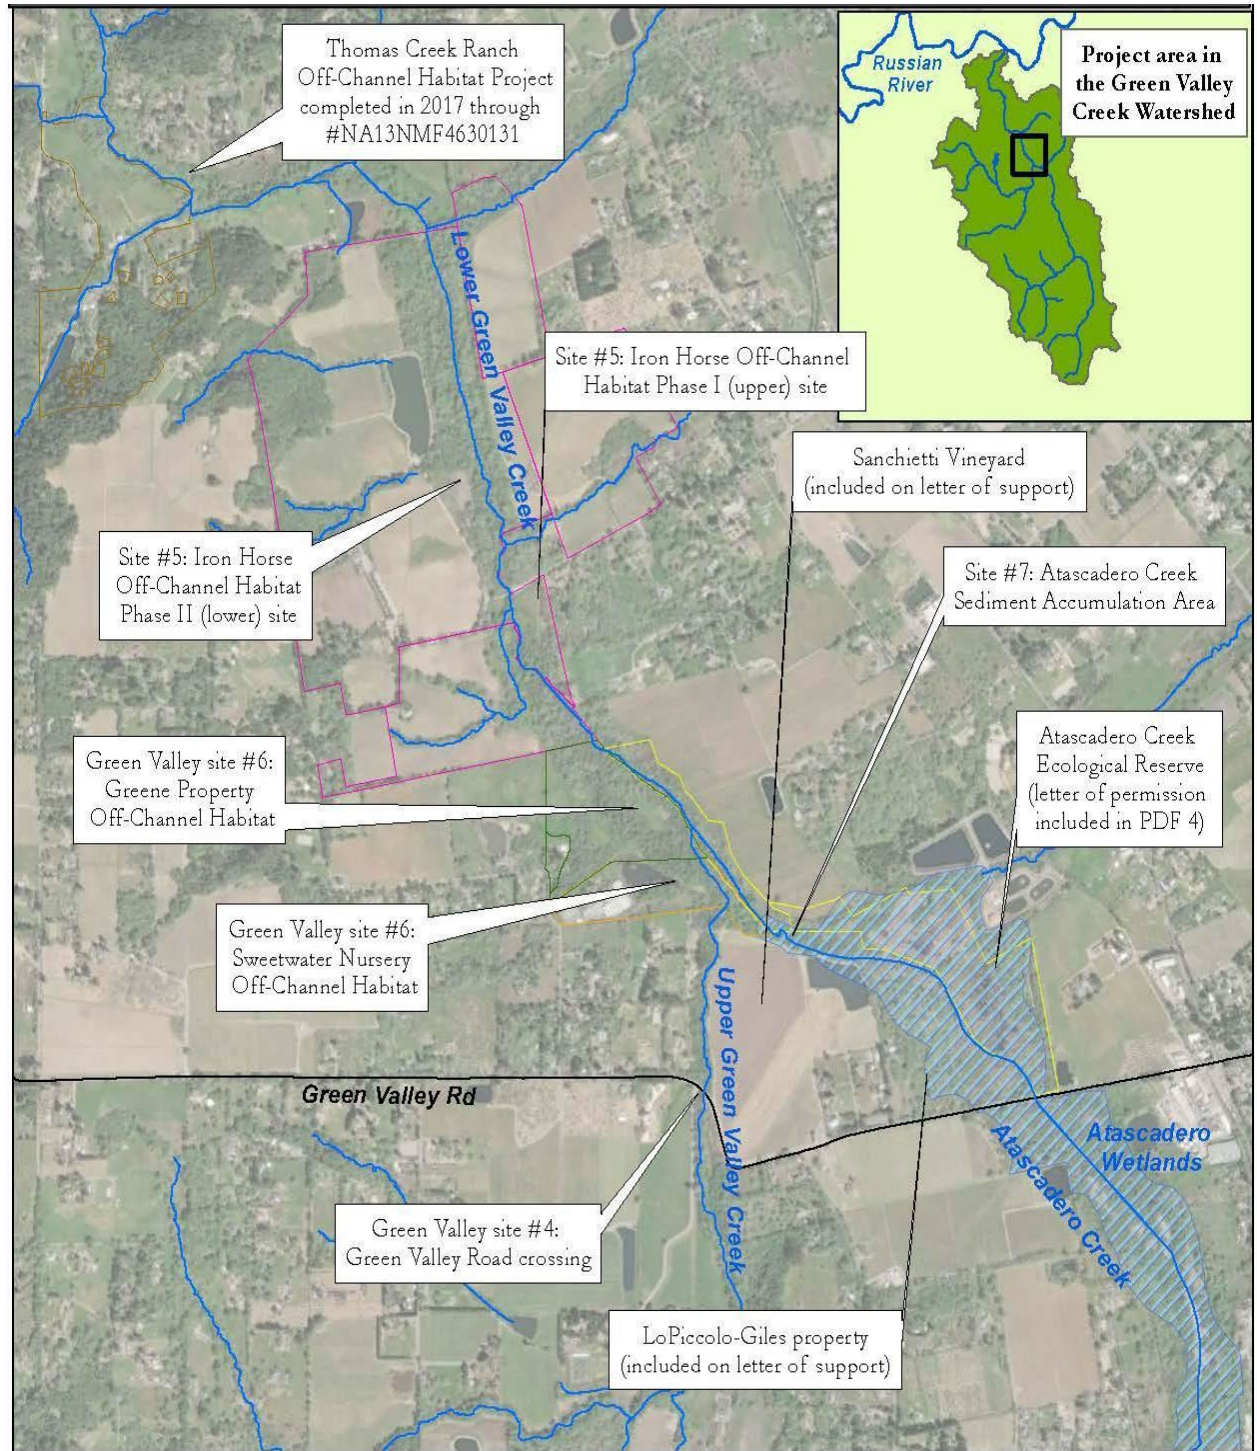 Thomas Creek Ranch
Off-Channel Habitat Project
completed in 2017 through
#NA13NMF4630131
Russian
River
Project area in
the Green Valley
Creek Watershed
Lower Green Valley Creek
Site #5: Iron Horse Off-Channel
Habitat Phase I (upper) site
Sanchietti Vineyard
(included on letter of support)
Site #5: Iron Horse
Off-Channel Habitat
Phase II (lower) site
Site #7: Atascadero Creek
Sediment Accumulation Area
Atascadero Creek
Ecological Reserve
(letter of permission
included in PDF 4)
Green Valley site #6:
Greene Property
Off-Channel Habitat
Green Valley site #6:
Sweetwater Nursery
Off-Channel Habitat
Upper Green Valley Creek
Green Valley Rd
Atascadero
Wetlands
Atascadero Creek
Green Valley site #4:
Green Valley Road crossing
LoPiccolo-Giles property
(included on letter of support)